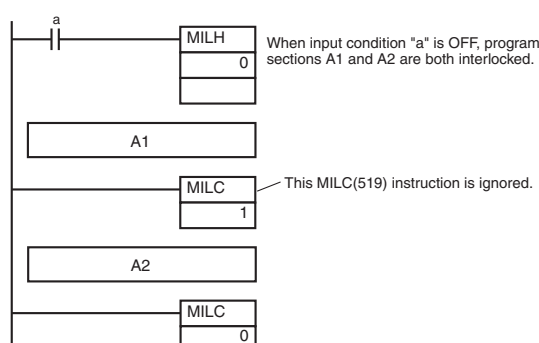 a
MILH
0
When input condition "a" is OFF, program
sections A1 and A2 are both interlocked.
A1
MILC
1
This MILC(519) instruction is ignored.
A2
MILC
0